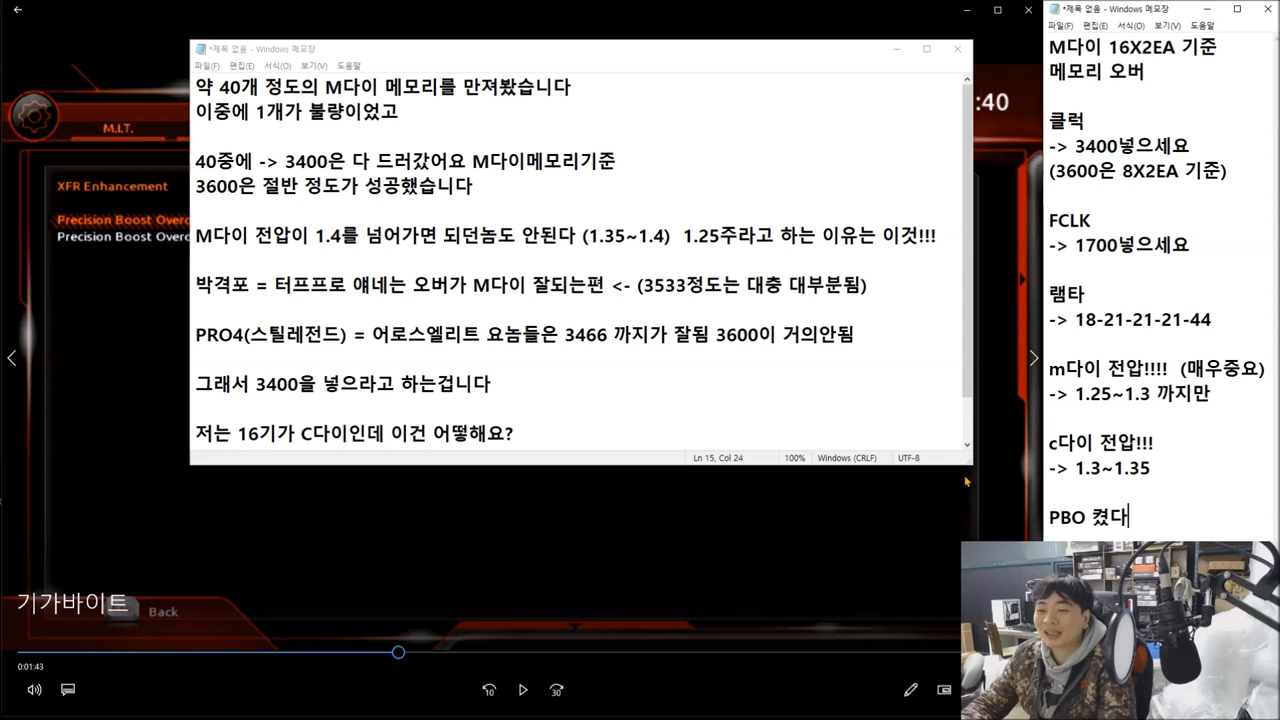 *제목 없음 - Windows 메모장
파일(F) 편집(E) 서식(O) 보기(V) 도움말
약 40개 정도의 M다이 메모리를 만져봤습니다
이중에 1개가 불량이었고
40중에 -> 3400은 다 드러갔어요 M다이메모리기준
3600은 절반 정도가 성공했습니다
M다이 전압이 1.4를 넘어가면 되던놈도 안된다 (1.35~1.4) 1.25주라고 하는 이유는 이것!!!
박격포 = 터프프로 얘네는 오버가 M다이 잘되는편 <- (3533정도는 대충 대부분됨)
PRO4(스틸레전드) = 어로스엘리트 요놈들은 3466 까지가 잘됨 3600이 거의안됨
그래서 3400을 넣으라고 하는겁니다
저는 16기가 C다이인데 이건 어떻해요?
Ln 15, Col 24 100% Windows (CRLF) UTF-8
*제목 없음 - Windows 메모장
파일(F) 편집(E) 서식(O) 보기(V) 도움말
M다이 16X2EA 기준
메모리 오버
클럭
-> 3400넣으세요
(3600은 8X2EA 기준)
FCLK
-> 1700넣으세요
램타
-> 18-21-21-21-44
m다이 전압!!!! (매우중요)
-> 1.25~1.3 까지만
c다이 전압!!!
-> 1.3~1.35
PBO 켰다
:40
M.I.T.
XFR Enhancement
Precision Boost Overc
Precision Boost Overc
기가바이트
Back
0:01:43
10
30